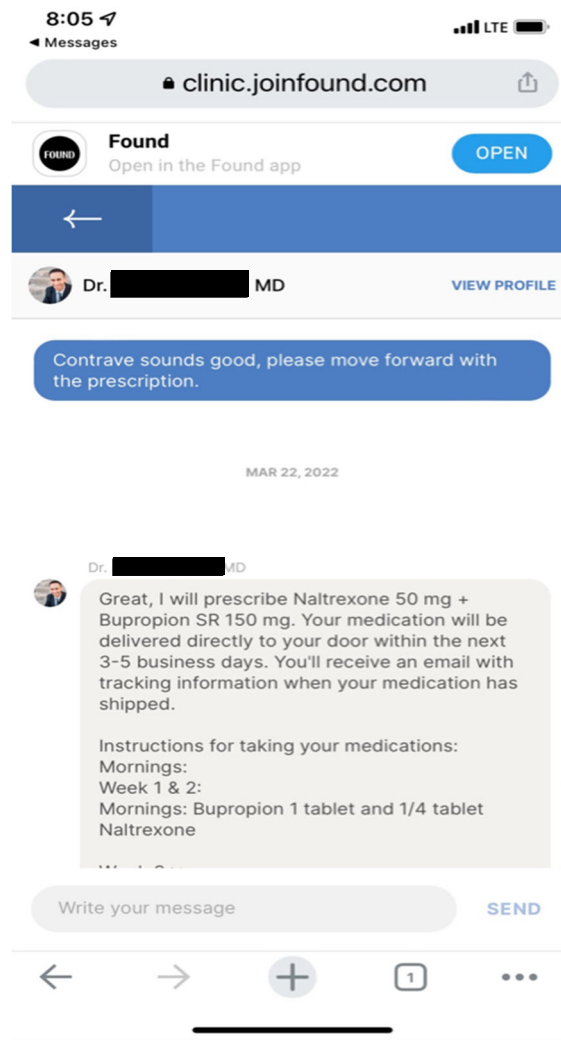 8:05
LTE
◀ Messages
clinic.joinfound.com
FOUND
Found
Open in the Found app
OPEN
Dr. MD
VIEW PROFILE
Contrave sounds good, please move forward with
the prescription.
MAR 22, 2022
Dr. MD
Great, I will prescribe Naltrexone 50 mg +
Bupropion SR 150 mg. Your medication will be
delivered directly to your door within the next
3-5 business days. You'll receive an email with
tracking information when your medication has
shipped.
Instructions for taking your medications:
Mornings:
Week 1 & 2:
Mornings: Bupropion 1 tablet and 1/4 tablet
Naltrexone
Write your message
SEND
1